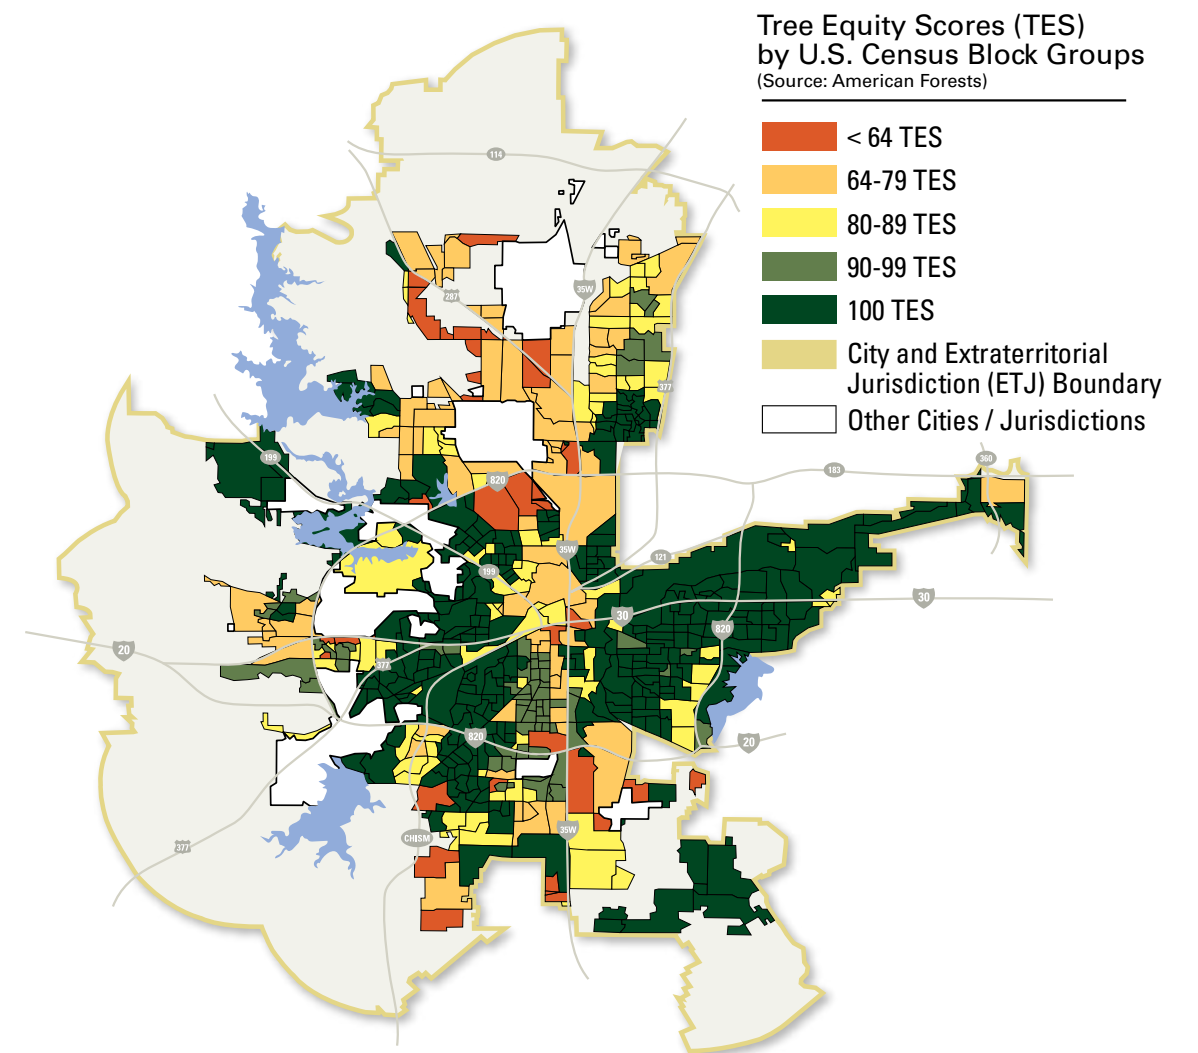 Tree Equity Scores (TES)
by U.S. Census Block Groups
(Source: American Forests)
< 64 TES
64-79 TES
80-89 TES
90-99 TES
100 TES
City and Extraterritorial
Jurisdiction (ETJ) Boundary
Other Cities / Jurisdictions
114
287
35W
377
199
820
183
360
35W
121
199
30
30
820
20
377
820
20
35W
CHISM
377